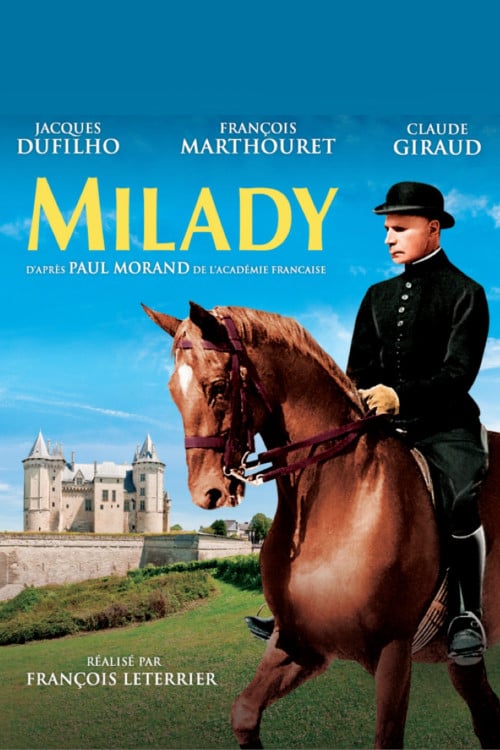 JACQUES DUFILHO
FRANÇOIS MARTHOURET
CLAUDE GIRAUD
MILADY
D'APRÈS PAUL MORAND DE L'ACADÉMIE FRANCAISE
RÉALISÉ PAR
FRANÇOIS LETERRIER